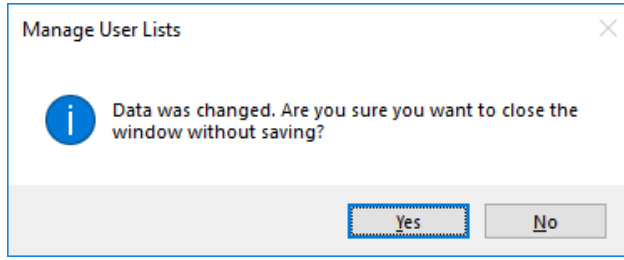 Manage User Lists
Data was changed. Are you sure you want to close the
window without saving?
Yes
No